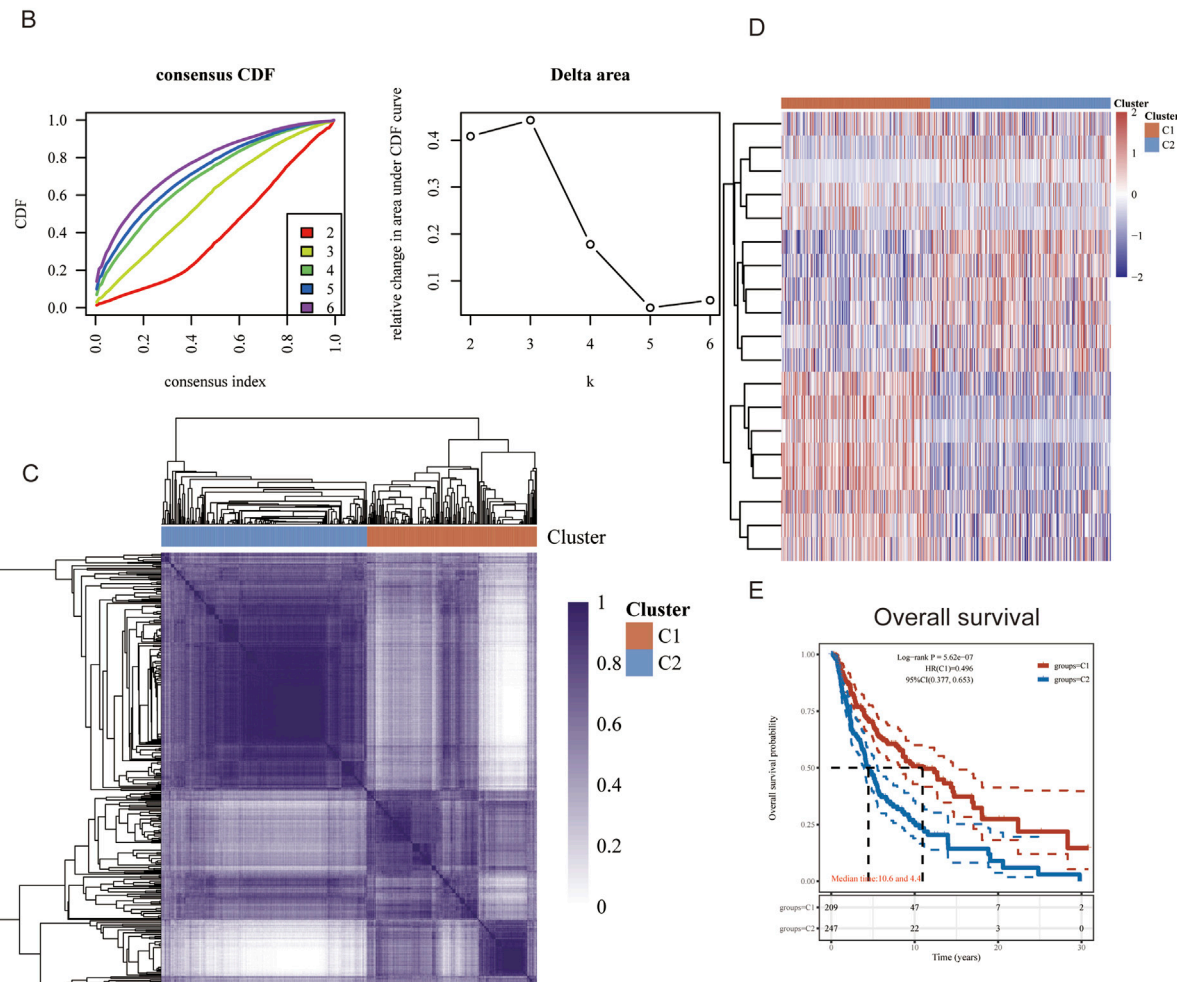 B
consensus CDF
CDF
1.0
0.8
0.6
0.4
0.2
0.0
2
3
4
5
6
0.0 0.2 0.4 0.6 0.8 1.0
consensus index
Delta area
relative change in area under CDF curve
0.4
0.3
0.2
0.1
2 3 4 5 6
k
D
Cluster
2
1
0
−1
−2
Cluster
C1
C2
C
Cluster
1
0.8
0.6
0.4
0.2
0
Cluster
C1
C2
E
Overall survival
Log−rank P = 5.62e−07
HR(C1)=0.496
95%CI(0.377, 0.653)
groups=C1
groups=C2
Overall survival probability
1.00
0.75
0.50
0.25
0.00
Median time:10.6 and 4.4
groups=C1 209 47 7 2
groups=C2 247 22 3 0
0 10 20 30
Time (years)